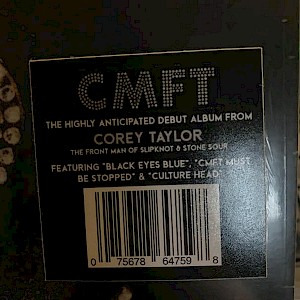 CMFT
THE HIGHLY ANTICIPATED DEBUT ALBUM FROM
COREY TAYLOR
THE FRONT MAN OF SLIPKNOT & STONE SOUR
FEATURING "BLACK EYES BLUE", "CMFT MUST
BE STOPPED" & "CULTURE HEAD"
0 75678 64759 8